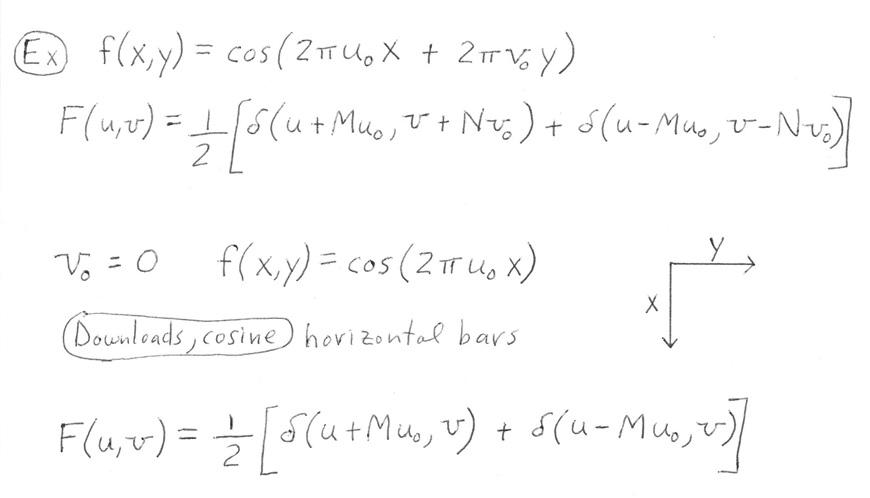 Ex f(x,y) = cos(2πu₀x + 2πv₀y)
F(u,v) = 1/2 [δ(u+Mu₀, v+Nv₀) + δ(u-Mu₀, v-Nv₀)]
v₀ = 0 f(x,y) = cos(2πu₀x)
y
x
Downloads, cosine horizontal bars
F(u,v) = 1/2 [δ(u+Mu₀, v) + δ(u-Mu₀, v)]